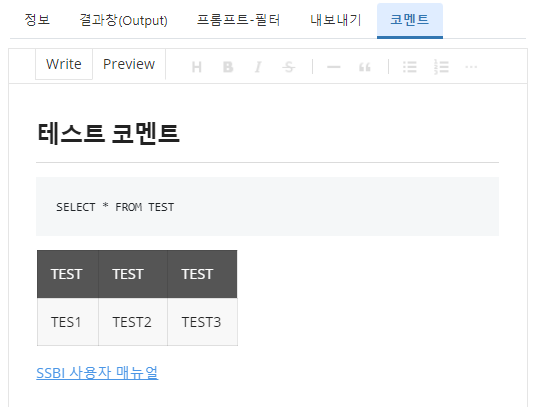 정보 결과창(Output) 프롬프트-필터 내보내기 코멘트
Write Preview H B I S
테스트 코멘트
SELECT * FROM TEST
TEST TEST TEST
TES1 TEST2 TEST3
SSBI 사용자 매뉴얼